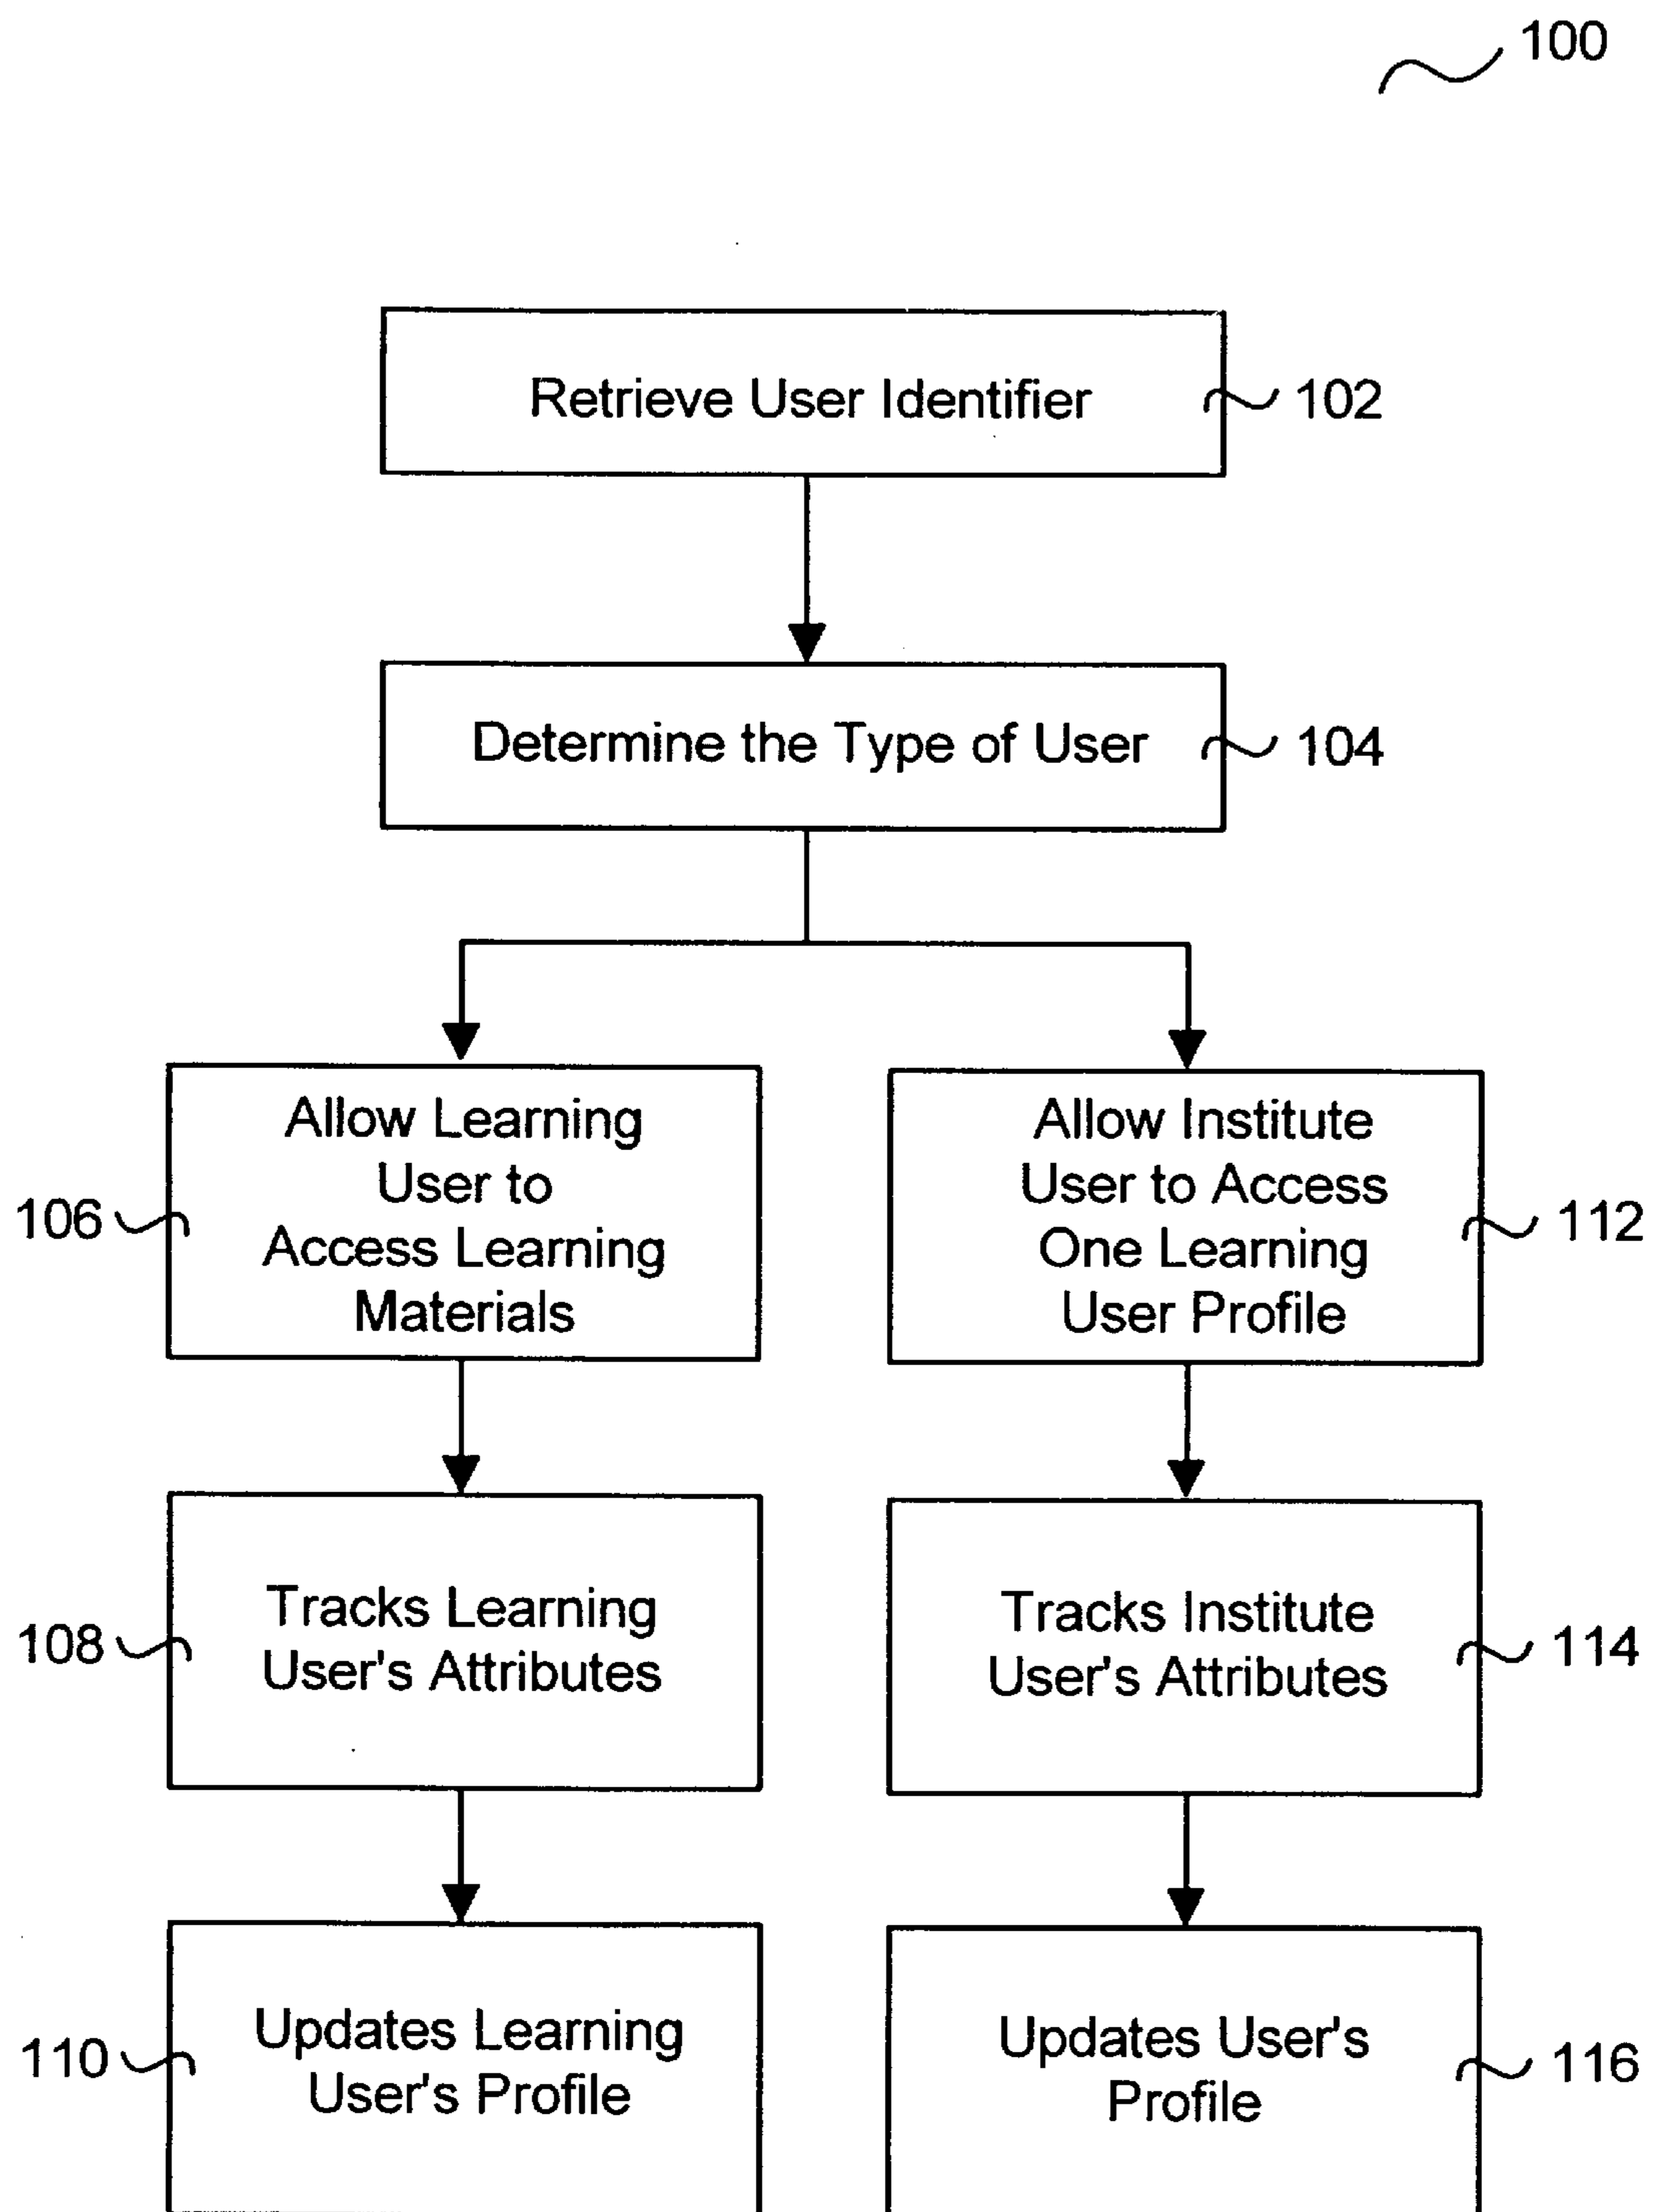 100
Retrieve User Identifier
102
Determine the Type of User
104
Allow Learning
User to
Access Learning
Materials
106
Allow Institute
User to Access
One Learning
User Profile
112
Tracks Learning
User's Attributes
108
Tracks Institute
User's Attributes
114
Updates Learning
User's Profile
110
Updates User's
Profile
116